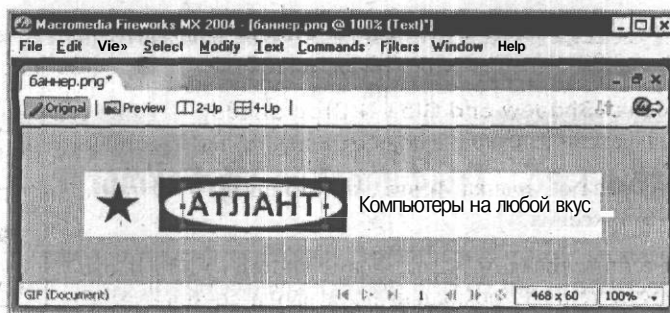 Macromedia Fireworks MX 2004 - [баннер.png @ 100% (Text)*]
File Edit Vie» Select Modify Text Commands Filters Window Help
баннер.png*
Original Preview 2-Up 4-Up
АТЛАНТ Компьютеры на любой вкус
GIF (Document) 1 468 x 60 100%